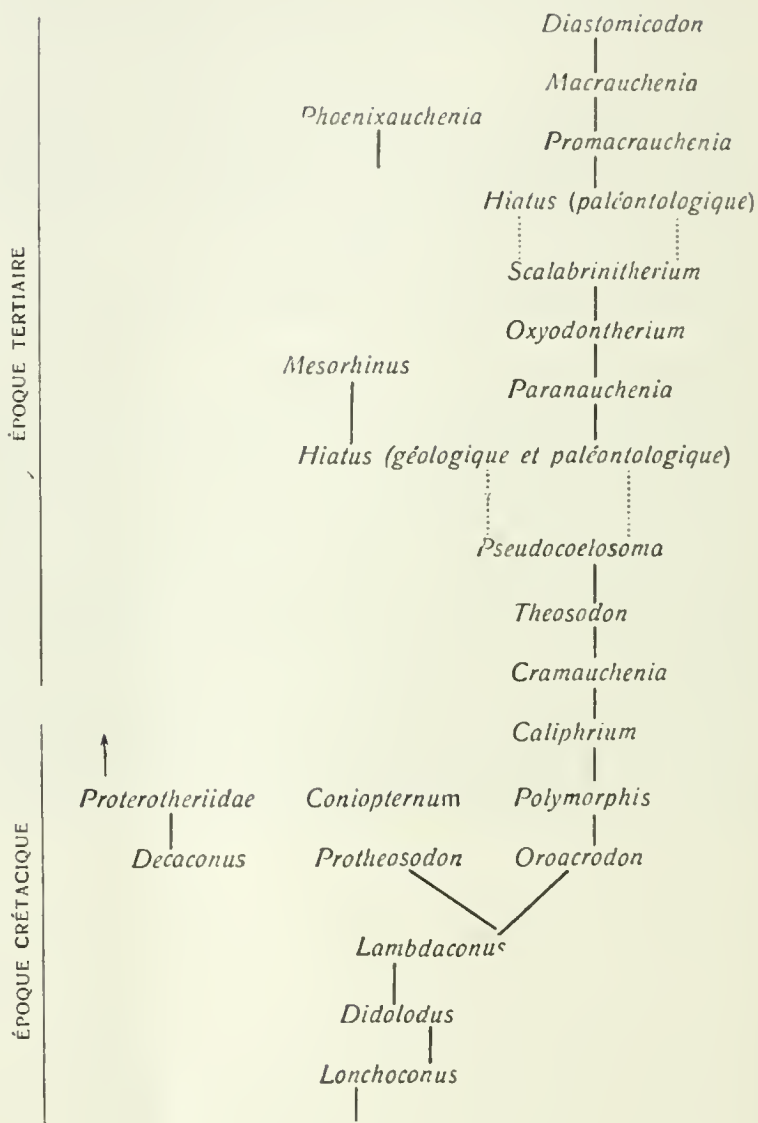 Diastomicodon
Macrauchenia
Phoenixauchenia
Promacrauchenia
Hiatus (paléontologique)
Scalabrinitherium
Oxyodontherium
Mesorhinus
Paranauchenia
Hiatus (géologique et paléontologique)
Pseudocoelosoma
Theosodon
Cramauchenia
Caliphrium
Proterotheriidae Coniopternum Polymorphis
Decaconus Protheosodon Oroacrodon
Lambdaconus
Didolodus
Lonchoconus
ÉPOQUE TERTIAIRE
ÉPOQUE CRÉTACIQUE